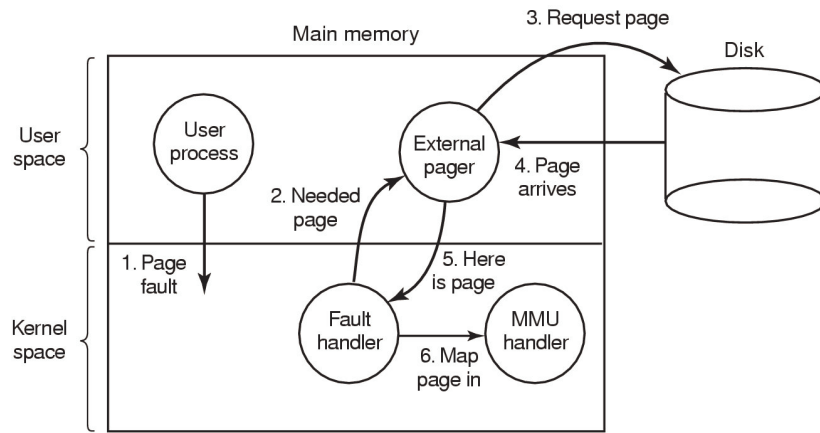 3. Request page
Main memory
Disk
User
space
User
process
External
pager
2. Needed
page
4. Page
arrives
1. Page
fault
5. Here
is page
Kernel
space
Fault
handler
MMU
handler
6. Map
page in